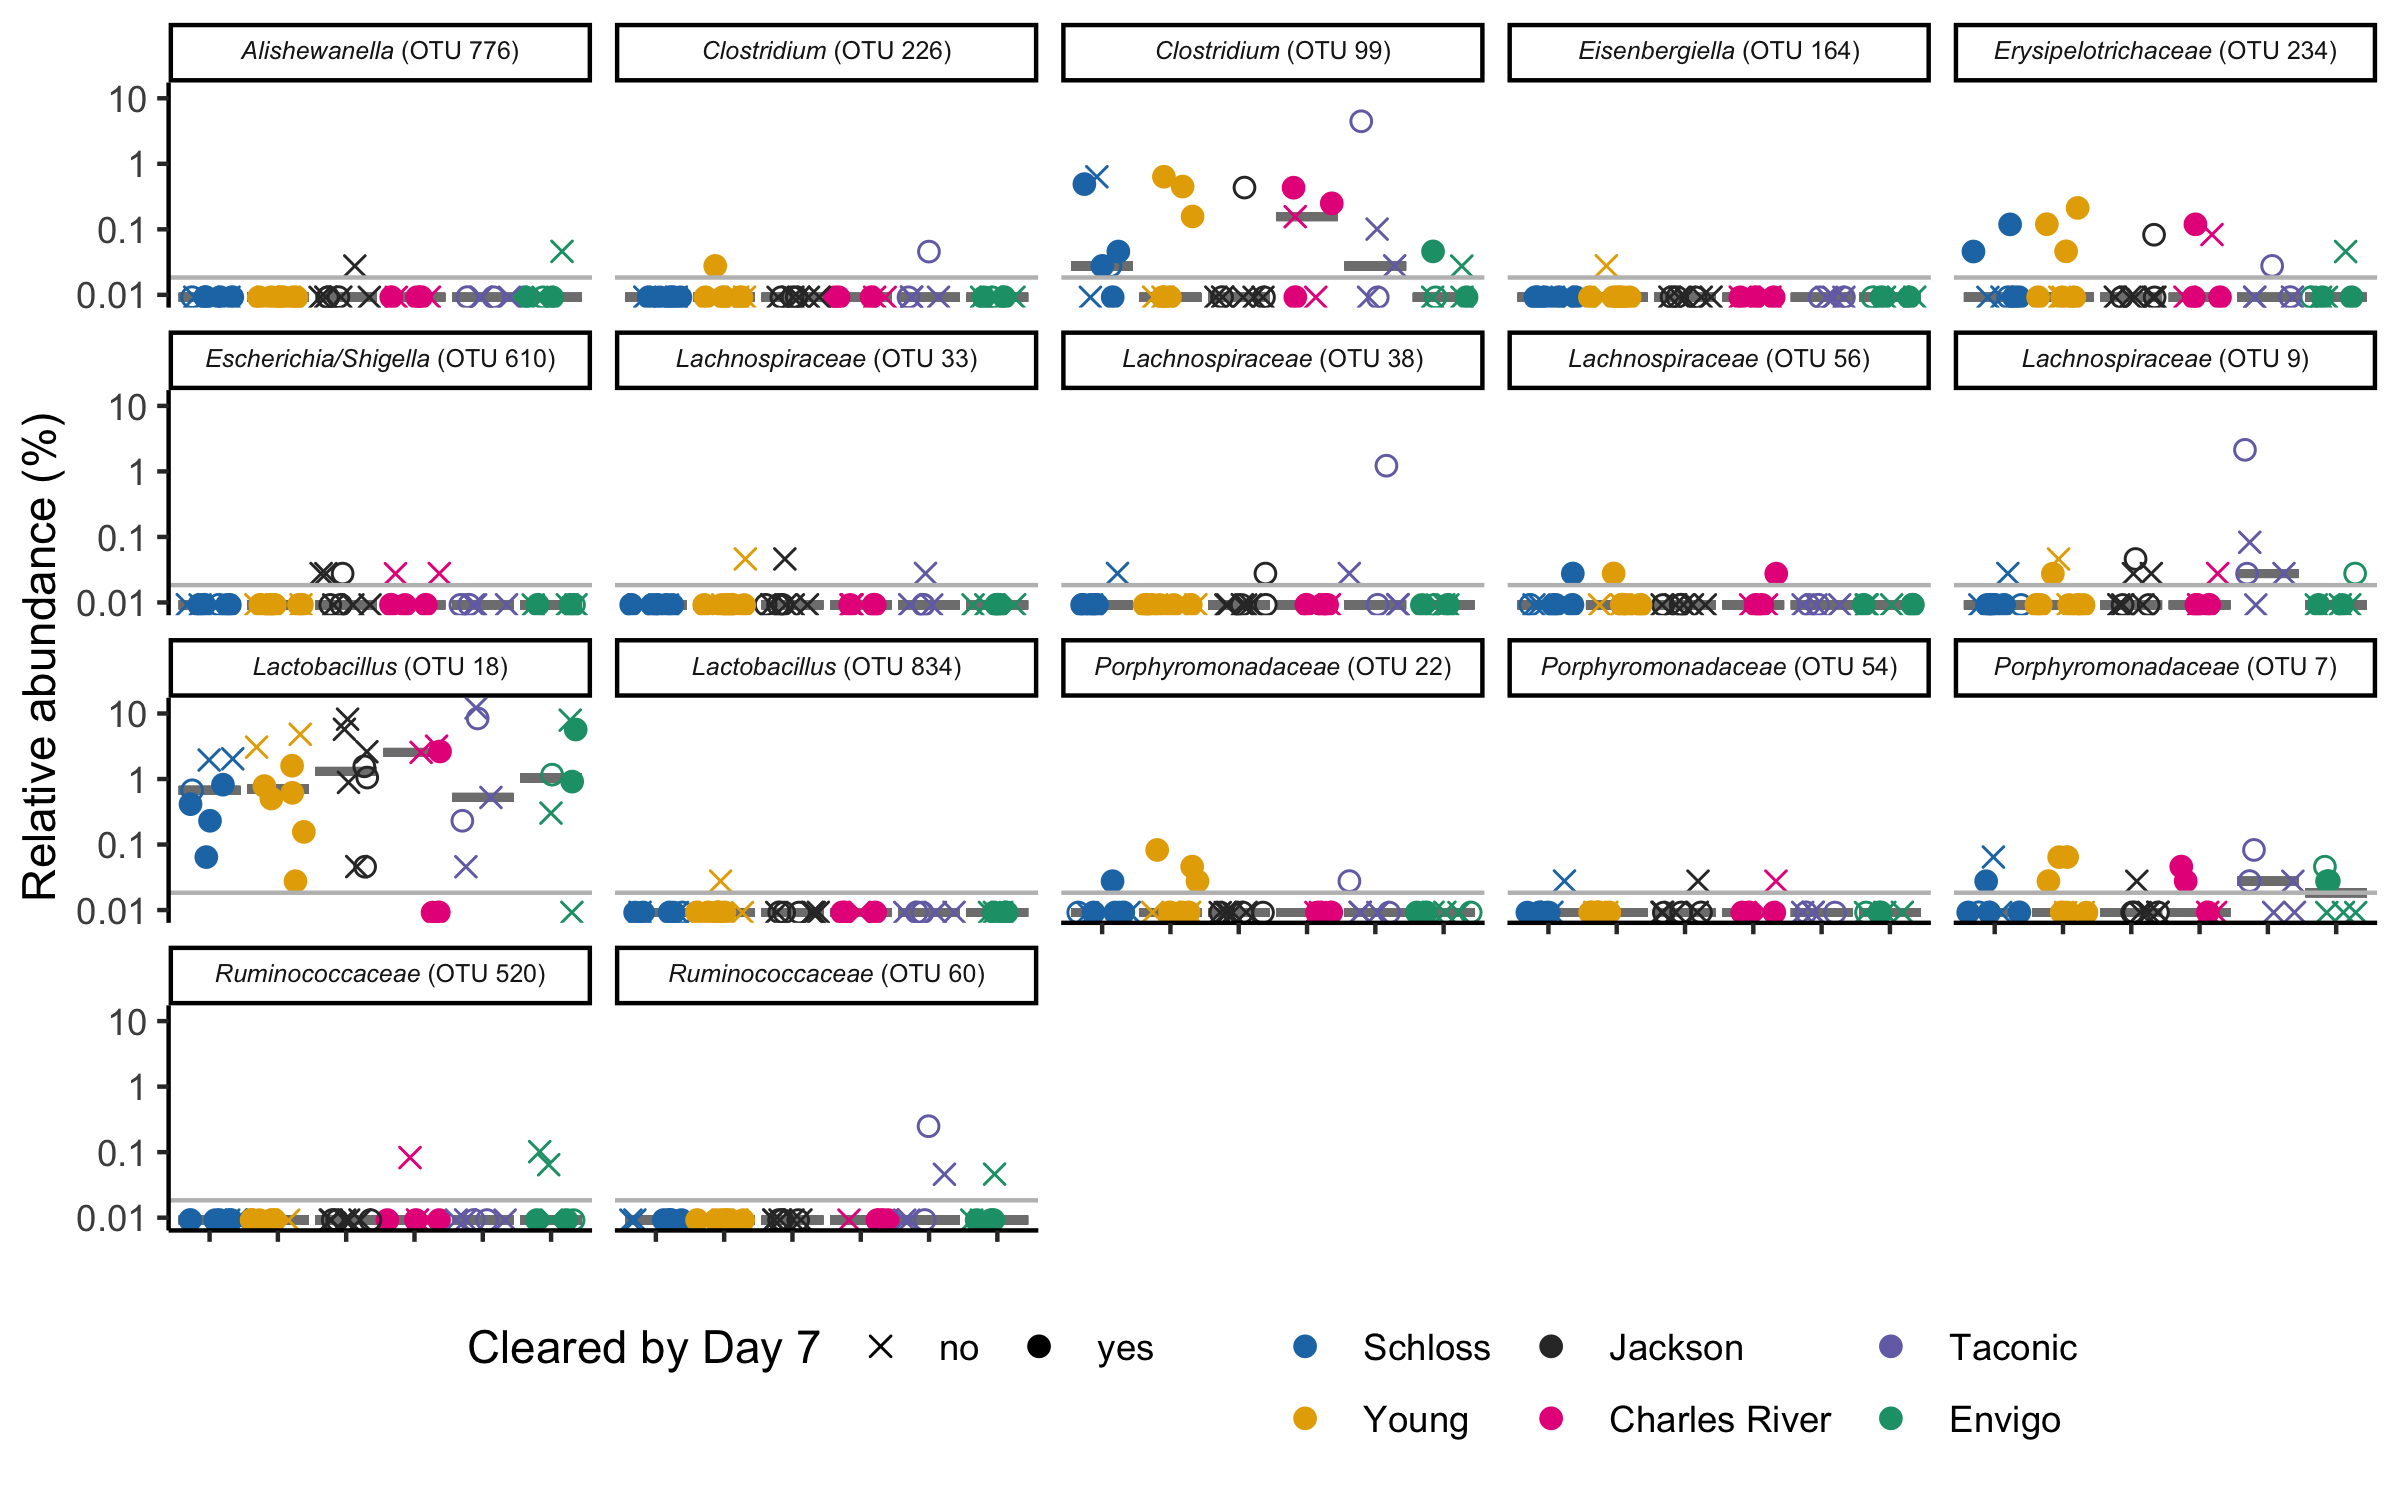 Alishewanella (OTU 776)
Clostridium (OTU 226)
Clostridium (OTU 99)
Eisenbergiella (OTU 164)
Erysipelotrichaceae (OTU 234)
10
1
0.1
0.01
Escherichia/Shigella (OTU 610)
Lachnospiraceae (OTU 33)
Lachnospiraceae (OTU 38)
Lachnospiraceae (OTU 56)
Lachnospiraceae (OTU 9)
10
1
0.1
0.01
Relative abundance (%)
Lactobacillus (OTU 18)
Lactobacillus (OTU 834)
Porphyromonadaceae (OTU 22)
Porphyromonadaceae (OTU 54)
Porphyromonadaceae (OTU 7)
10
1
0.1
0.01
Ruminococcaceae (OTU 520)
Ruminococcaceae (OTU 60)
10
1
0.1
0.01
Cleared by Day 7 no yes
Schloss Jackson Taconic
Young Charles River Envigo